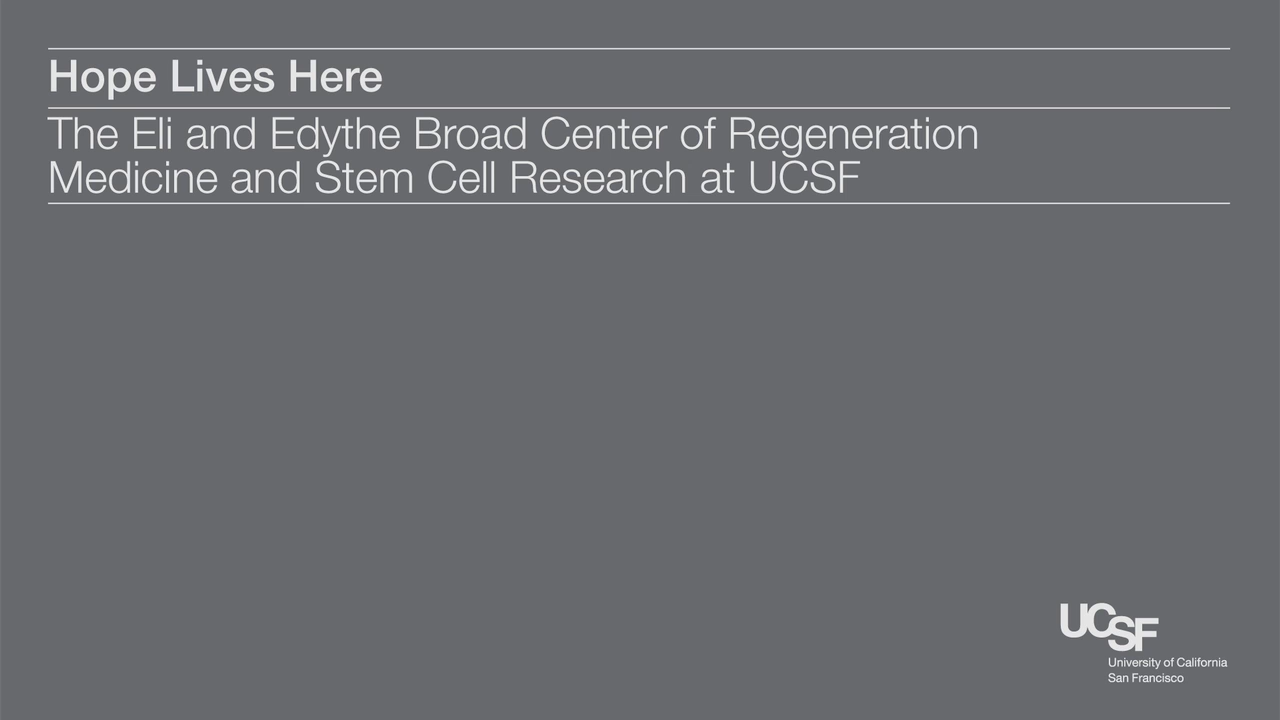 Hope Lives Here
The Eli and Edythe Broad Center of Regeneration
Medicine and Stem Cell Research at UCSF
UCSF
University of California
San Francisco